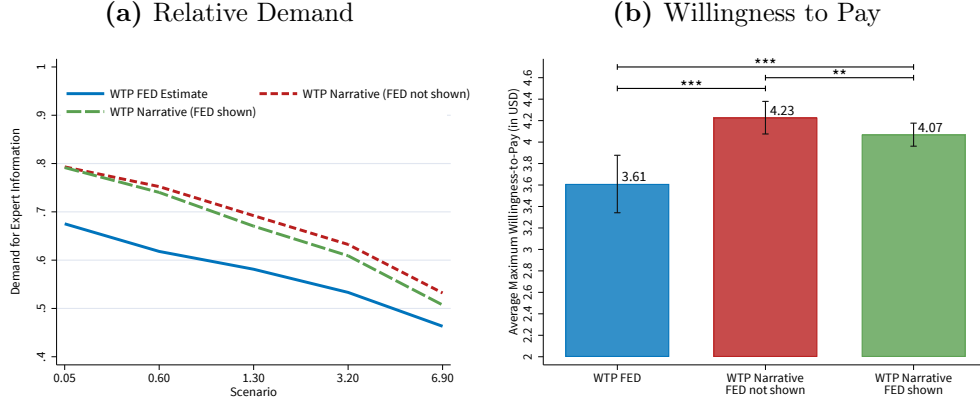 (a) Relative Demand
Demand for Expert Information
1
.9
.8
.7
.6
.5
.4
WTP FED Estimate
WTP Narrative (FED not shown)
WTP Narrative (FED shown)
0.05 0.60 1.30 3.20 6.90
Scenario
(b) Willingness to Pay
Average Maximum Willingness-to-Pay (in USD)
4.6
4.4
4.2
4
3.8
3.6
3.4
3.2
3
2.8
2.6
2.4
2.2
2
***
***
**
3.61
4.23
4.07
WTP FED
WTP Narrative
FED not shown
WTP Narrative
FED shown